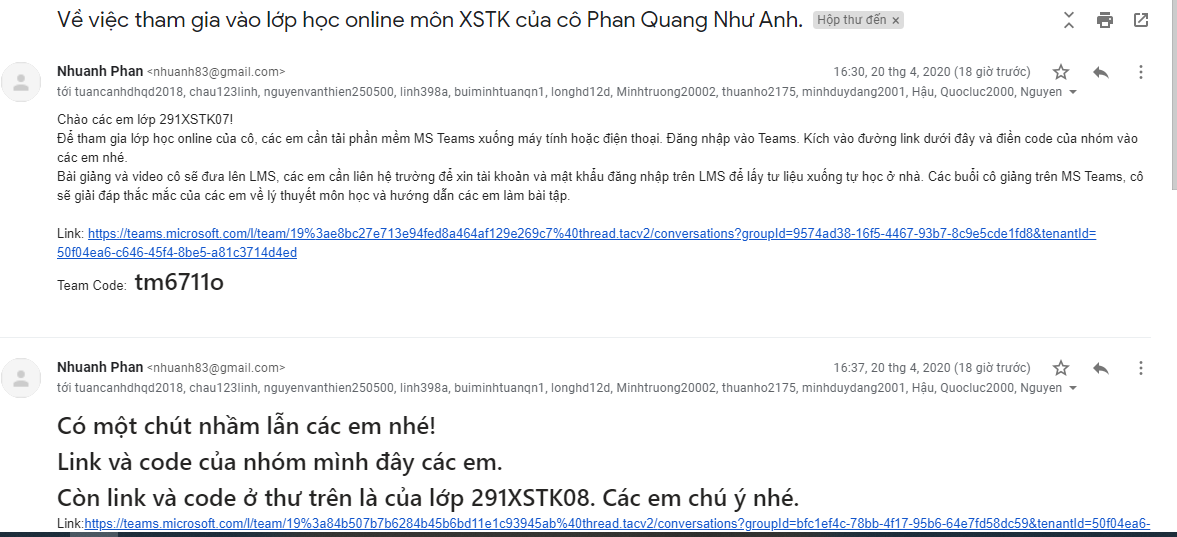 Về việc tham gia vào lớp học online môn XSTK của cô Phan Quang Như Anh. Hộp thư đến ×
Nhuanh Phan <nhuanh83@gmail.com> 16:30, 20 thg 4, 2020 (18 giờ trước)
tới tuancanhdhqd2018, chau123linh, nguyenvanthien250500, linh398a, buiminhtuanqn1, longhd12d, Minhtruong20002, thuanho2175, minhduydang2001, Hậu, Quocluc2000, Nguyen
Chào các em lớp 291XSTK07!
Để tham gia lớp học online của cô, các em cần tải phần mềm MS Teams xuống máy tính hoặc điện thoại. Đăng nhập vào Teams. Kích vào đường link dưới đây và điền code của nhóm vào
các em nhé.
Bài giảng và video cô sẽ đưa lên LMS, các em cần liên hệ trường để xin tài khoản và mật khẩu đăng nhập trên LMS để lấy tư liệu xuống tự học ở nhà. Các buổi cô giảng trên MS Teams, cô
sẽ giải đáp thắc mắc của các em về lý thuyết môn học và hướng dẫn các em làm bài tập.
Link: https://teams.microsoft.com/l/team/19%3ae8bc27e713e94fed8a464af129e269c7%40thread.tacv2/conversations?groupId=9574ad38-16f5-4467-93b7-8c9e5cde1fd8&tenantId=
50f04ea6-c646-45f4-8be5-a81c3714d4ed
Team Code: tm6711o
Nhuanh Phan <nhuanh83@gmail.com> 16:37, 20 thg 4, 2020 (18 giờ trước)
tới tuancanhdhqd2018, chau123linh, nguyenvanthien250500, linh398a, buiminhtuanqn1, longhd12d, Minhtruong20002, thuanho2175, minhduydang2001, Hậu, Quocluc2000, Nguyen
Có một chút nhầm lẫn các em nhé!
Link và code của nhóm mình đây các em.
Còn link và code ở thư trên là của lớp 291XSTK08. Các em chú ý nhé.
Link:https://teams.microsoft.com/l/team/19%3a84b507b7b6284b45b6bd11e1c93945ab%40thread.tacv2/conversations?groupId=bfc1ef4c-78bb-4f17-95b6-64e7fd58dc59&tenantId=50f04ea6-